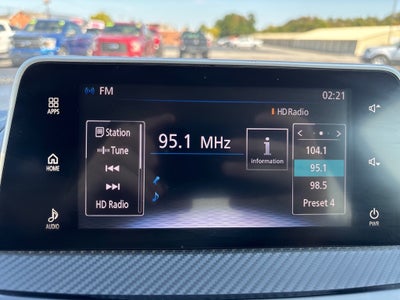 FM
02:21
HD Radio
APPS
Station
Tune
95.1 MHz
i
information
104.1
95.1
98.5
Preset 4
HOME
HD Radio
AUDIO
PWR